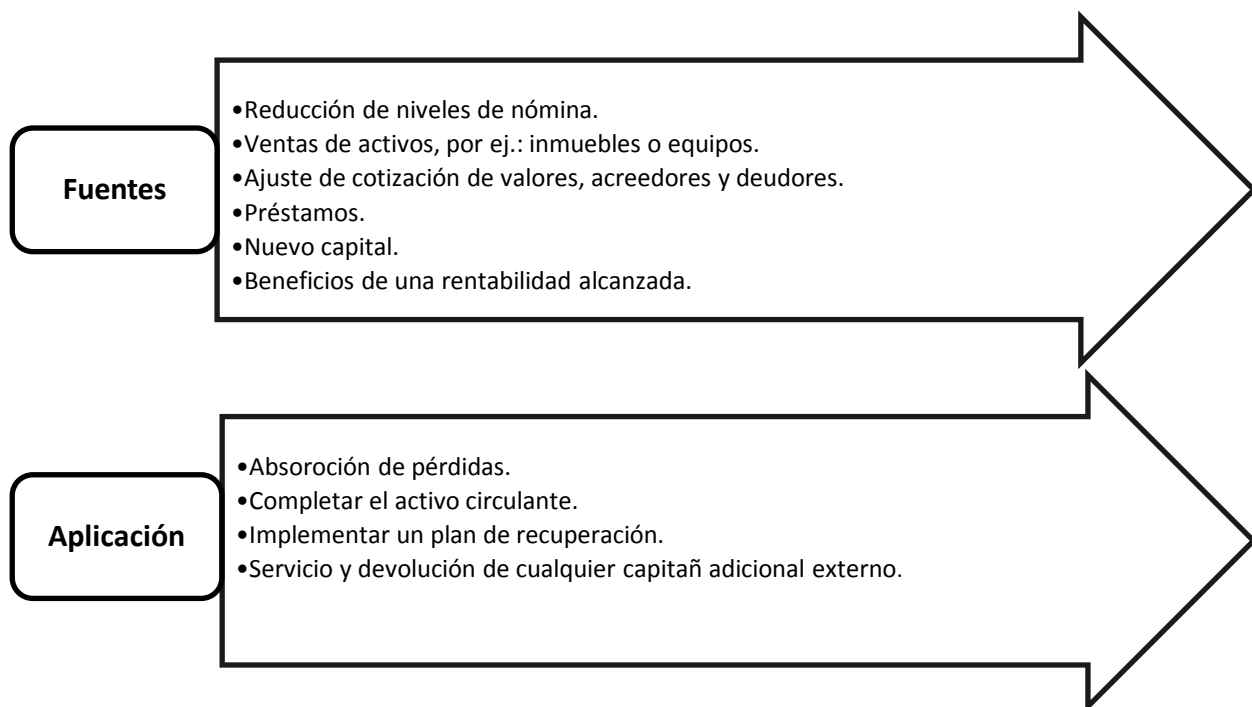 Fuentes
•Reducción de niveles de nómina.
•Ventas de activos, por ej.: inmuebles o equipos.
•Ajuste de cotización de valores, acreedores y deudores.
•Préstamos.
•Nuevo capital.
•Beneficios de una rentabilidad alcanzada.
Aplicación
•Absoroción de pérdidas.
•Completar el activo circulante.
•Implementar un plan de recuperación.
•Servicio y devolución de cualquier capitañ adicional externo.